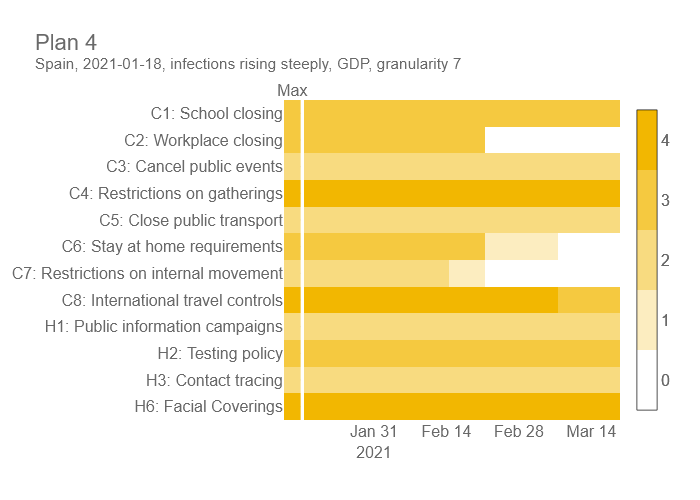 Plan 4
Spain, 2021-01-18, infections rising steeply, GDP, granularity 7
Max
C1: School closing
C2: Workplace closing
C3: Cancel public events
C4: Restrictions on gatherings
C5: Close public transport
C6: Stay at home requirements
C7: Restrictions on internal movement
C8: International travel controls
H1: Public information campaigns
H2: Testing policy
H3: Contact tracing
H6: Facial Coverings
Jan 31 Feb 14 Feb 28 Mar 14
2021
4
3
2
1
0